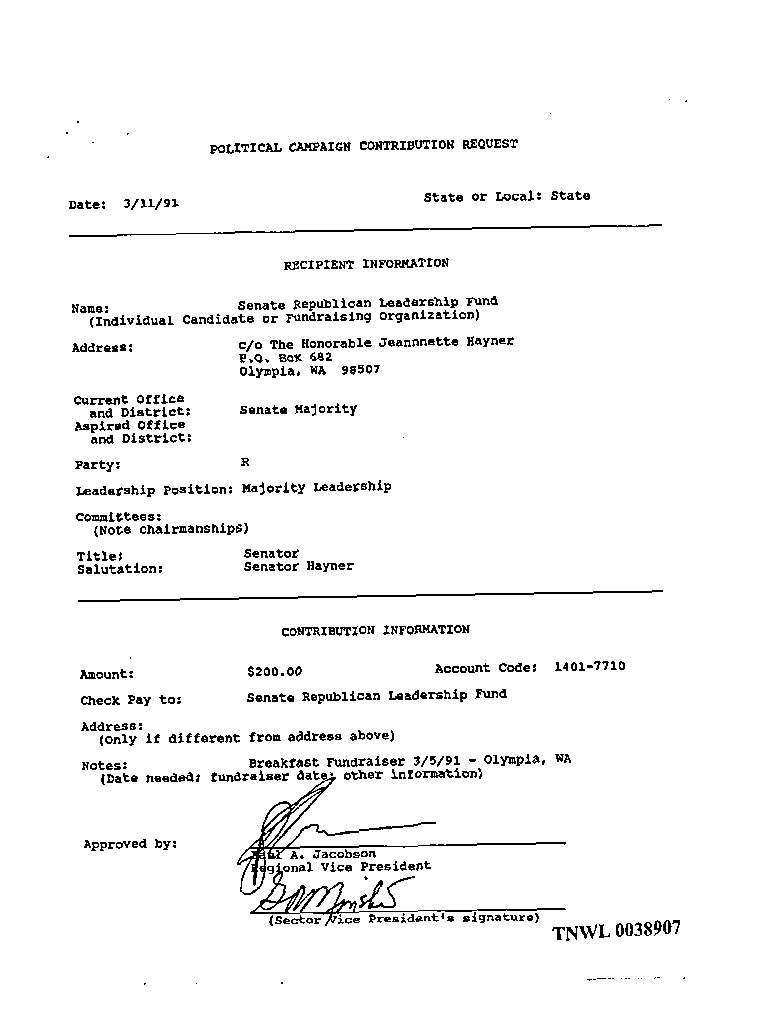 POLITICAL CAMPAIGN CONTRIBUTION REQUEST
Date: 3/11/91 State or Local: State
RECIPIENT INFORMATION
Name: Senate Republican Leadership Fund
(Individual Candidate or Fundraising Organization)
Address: c/o The Honorable Jeannnette Hayner
P.O. Box 682
Olympia, WA 98507
Current Office
and District: Senate Majority
Aspired Office
and District:
Party: R
Leadership Position: Majority Leadership
Committees:
(Note chairmanships)
Title: Senator
Salutation: Senator Hayner
CONTRIBUTION INFORMATION
Amount: $200.00 Account Code: 1401-7710
Check Pay to: Senate Republican Leadership Fund
Address:
(Only if different from address above)
Notes: Breakfast Fundraiser 3/5/91 - Olympia, WA
(Date needed; fundraiser date; other information)
Approved by:
Paul A. Jacobson
Regional Vice President
(Sector Vice President's signature)
TNWL 0038907